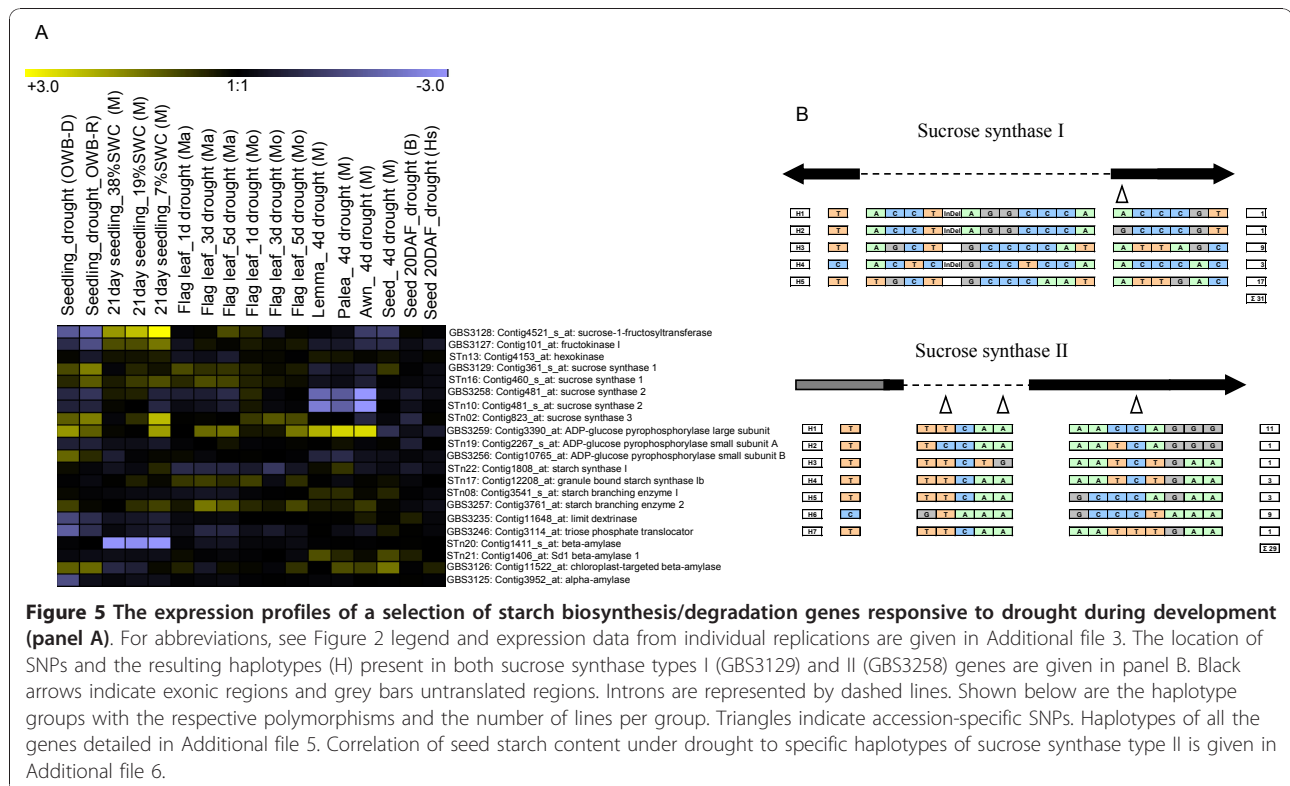 A
+3.0 1:1 -3.0
Seedling_drought (OWB-D)
Seedling_drought_OWB-R)
21day seedling_38%SWC (M)
21day seedling_19%SWC (M)
21day seedling_7%SWC (M)
Flag leaf_1d drought (Ma)
Flag leaf_3d drought (Ma)
Flag leaf_5d drought (Ma)
Flag leaf_1d drought (Mo)
Flag leaf_3d drought (Mo)
Flag leaf_5d drought (Mo)
Lemma_4d drought (M)
Palea_4d drought (M)
Awn_4d drought (M)
Seed_4d drought (M)
Seed 20DAF_drought (B)
Seed 20DAF_drought (Hs)
GBS3128: Contig4521_s_at: sucrose-1-fructosyltransferase
GBS3127: Contig101_at: fructokinase I
STn13: Contig4153_at: hexokinase
GBS3129: Contig361_s_at: sucrose synthase 1
STn16: Contig460_s_at: sucrose synthase 1
GBS3258: Contig481_at: sucrose synthase 2
STn10: Contig481_s_at: sucrose synthase 2
STn02: Contig823_at: sucrose synthase 3
GBS3259: Contig3390_at: ADP-glucose pyrophosphorylase large subunit
STn19: Contig2267_s_at: ADP-glucose pyrophosphorylase small subunit A
GBS3256: Contig10765_at: ADP-glucose pyrophosphorylase small subunit B
STn22: Contig1808_at: starch synthase I
STn17: Contig12208_at: granule bound starch synthase Ib
STn08: Contig3541_s_at: starch branching enzyme I
GBS3257: Contig3761_at: starch branching enzyme 2
GBS3235: Contig11648_at: limit dextrinase
GBS3246: Contig3114_at: triose phosphate translocator
STn20: Contig1411_s_at: beta-amylase
STn21: Contig1406_at: Sd1 beta-amylase 1
GBS3126: Contig11522_at: chloroplast-targeted beta-amylase
GBS3125: Contig3952_at: alpha-amylase
B
Sucrose synthase I
H1 T A C C T InDel A G G C C C A A C C C G T 1
H2 T A C C T InDel A G G C C C A G C C C G T 1
H3 T A G C T G C C C C A T A T T A G C 9
H4 C A C T C InDel G C C T C C A A C C C A C 3
H5 T T G C T G C C C A A T A T T G A C 17
Σ 31
Sucrose synthase II
H1 T T T C A A A A C C A G G G 11
H2 T T C C A A A A T C A G G G 1
H3 T T T C T G A A T C T G A A 1
H4 T T T C A A A A T C T G A A 3
H5 T T T C A A G C C C A G A A 3
H6 C G T A A A G C C C T A A A 9
H7 T T T C A A A A T T T G A A 1
Σ 29
Figure 5 The expression profiles of a selection of starch biosynthesis/degradation genes responsive to drought during development
(panel A). For abbreviations, see Figure 2 legend and expression data from individual replications are given in Additional file 3. The location of
SNPs and the resulting haplotypes (H) present in both sucrose synthase types I (GBS3129) and II (GBS3258) genes are given in panel B. Black
arrows indicate exonic regions and grey bars untranslated regions. Introns are represented by dashed lines. Shown below are the haplotype
groups with the respective polymorphisms and the number of lines per group. Triangles indicate accession-specific SNPs. Haplotypes of all the
genes detailed in Additional file 5. Correlation of seed starch content under drought to specific haplotypes of sucrose synthase type II is given in
Additional file 6.